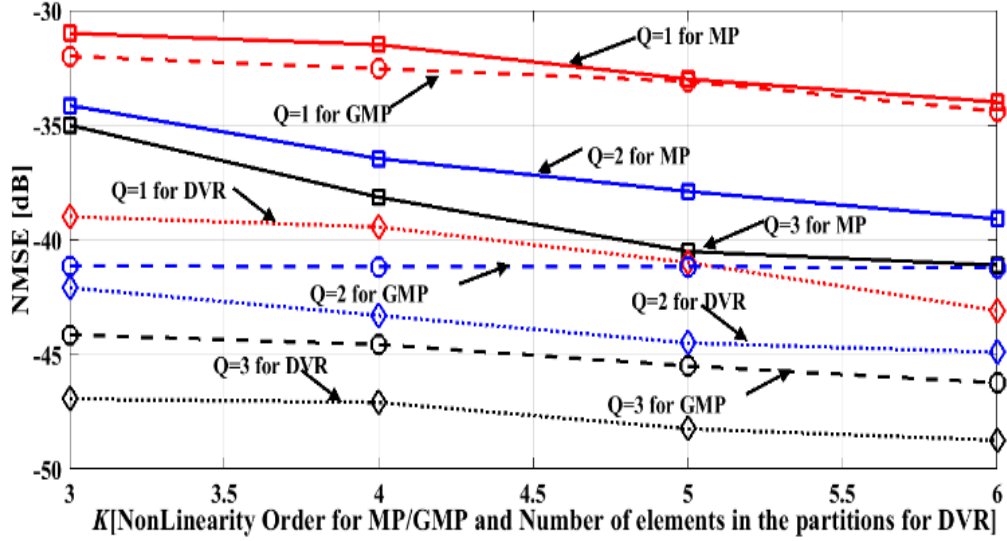 -30
Q=1 for MP
Q=1 for GMP
-35
Q=2 for MP
Q=1 for DVR
Q=3 for MP
-40
Q=2 for GMP
Q=2 for DVR
-45
Q=3 for DVR
Q=3 for GMP
-50
NMSE [dB]
3 3.5 4 4.5 5 5.5 6
K[NonLinearity Order for MP/GMP and Number of elements in the partitions for DVR]